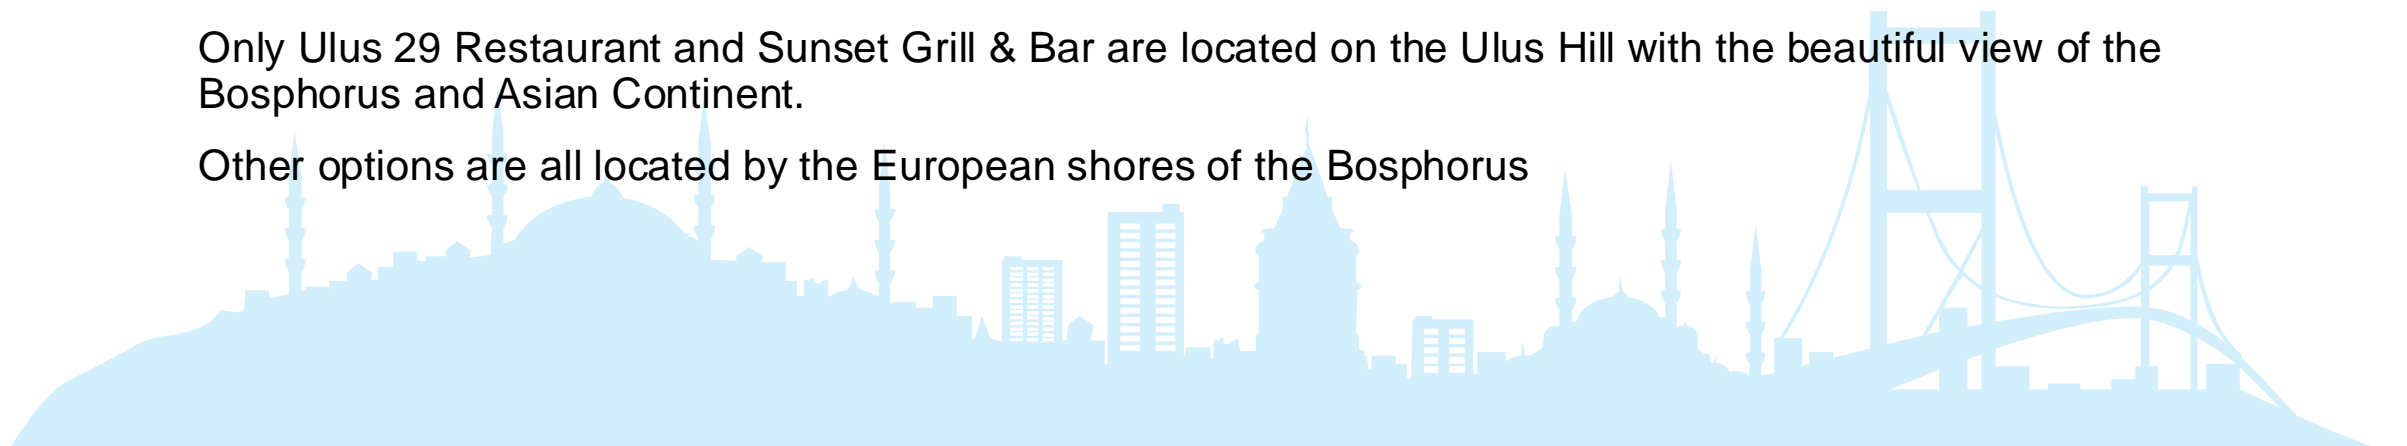 Only Ulus 29 Restaurant and Sunset Grill & Bar are located on the Ulus Hill with the beautiful view of the
Bosphorus and Asian Continent.
Other options are all located by the European shores of the Bosphorus